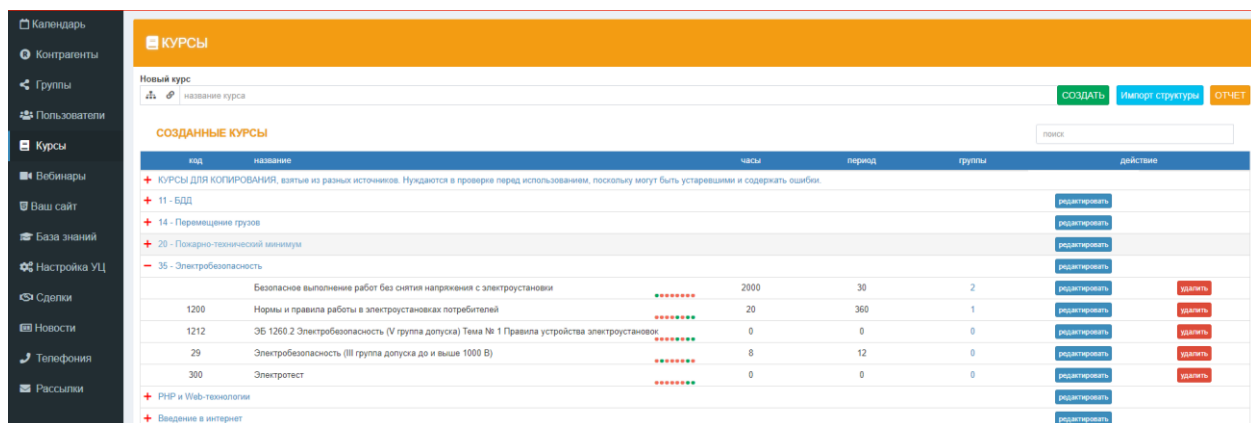 Календарь
Контрагенты
Группы
Пользователи
Курсы
Вебинары
Ваш сайт
База знаний
Настройка УЦ
Сделки
Новости
Телефония
Рассылки
КУРСЫ
Новый курс
название курса
СОЗДАТЬ Импорт структуры ОТЧЕТ
СОЗДАННЫЕ КУРСЫ поиск
код название часы период группы действие
КУРСЫ ДЛЯ КОПИРОВАНИЯ, взятые из разных источников. Нуждаются в проверке перед использованием, поскольку могут быть устаревшими и содержать ошибки.
11 - БДД редактировать
14 - Перемещение грузов редактировать
20 - Пожарно-технический минимум редактировать
35 - Электробезопасность редактировать
Безопасное выполнение работ без снятия напряжения с электроустановки 2000 30 2 редактировать удалить
1200 Нормы и правила работы в электроустановках потребителей 20 360 1 редактировать удалить
1212 ЭБ 1260.2 Электробезопасность (V группа допуска) Тема № 1 Правила устройства электроустановок 0 0 0 редактировать удалить
29 Электробезопасность (III группа допуска до и выше 1000 В) 8 12 0 редактировать удалить
300 Электротест 0 0 0 редактировать удалить
PHP и Web-технологии редактировать
Введение в интернет редактировать